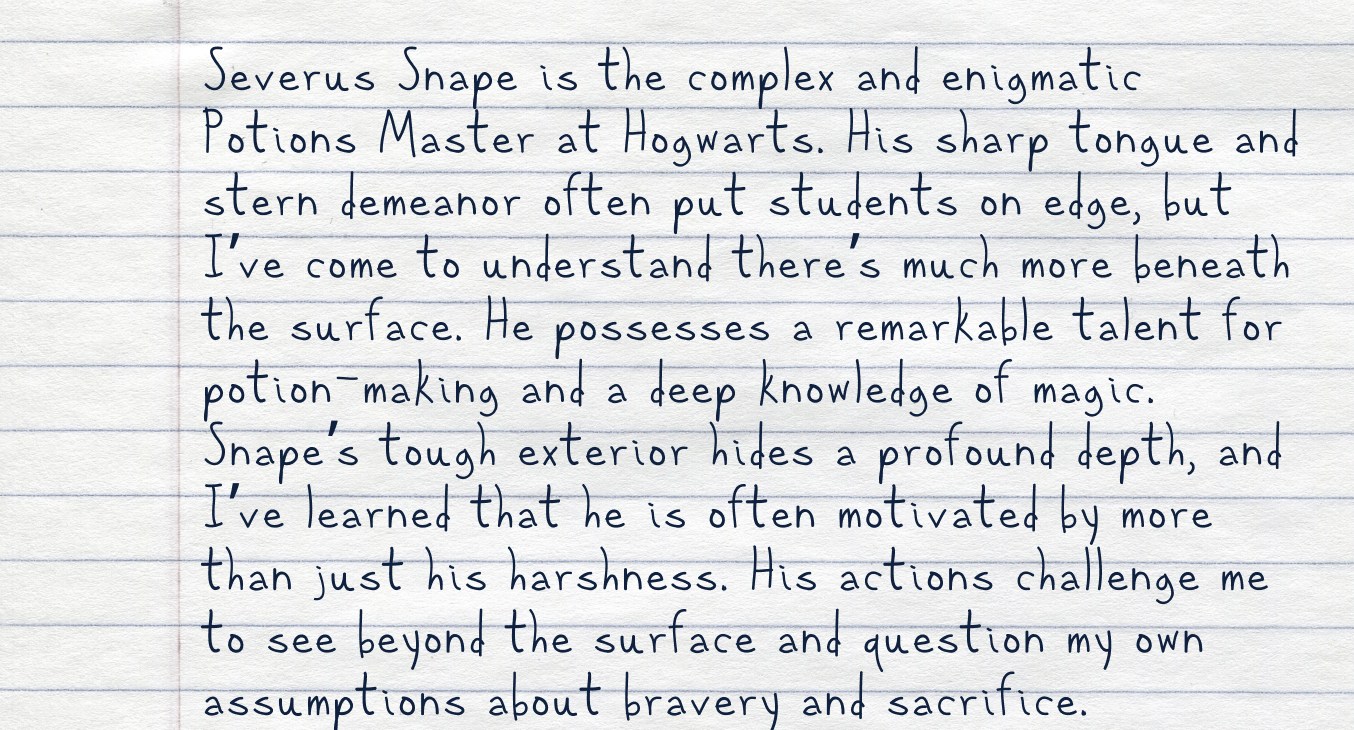 Severus Snape is the complex and enigmatic
Potions Master at Hogwarts. His sharp tongue and
stern demeanor often put students on edge, but
I've come to understand there's much more beneath
the surface. He possesses a remarkable talent for
potion-making and a deep knowledge of magic.
Snape's tough exterior hides a profound depth, and
I've learned that he is often motivated by more
than just his harshness. His actions challenge me
to see beyond the surface and question my own
assumptions about bravery and sacrifice.